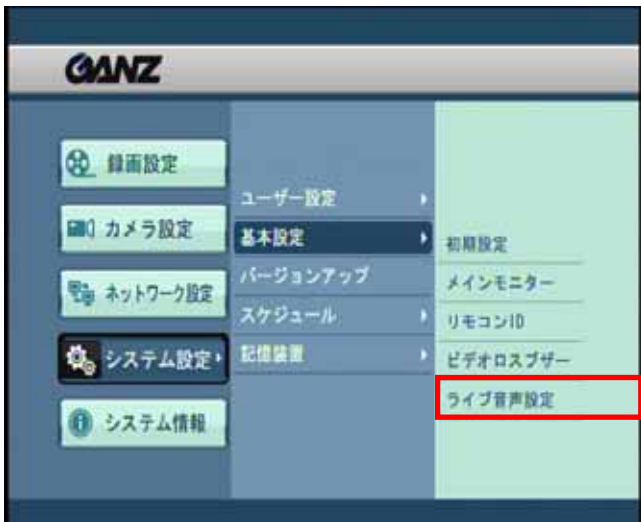 GANZ
録画設定
カメラ設定
ネットワーク設定
システム設定
システム情報
ユーザー設定
基本設定
バージョンアップ
スケジュール
記憶装置
初期設定
メインモニター
リモコンID
ビデオロスブザー
ライブ音声設定